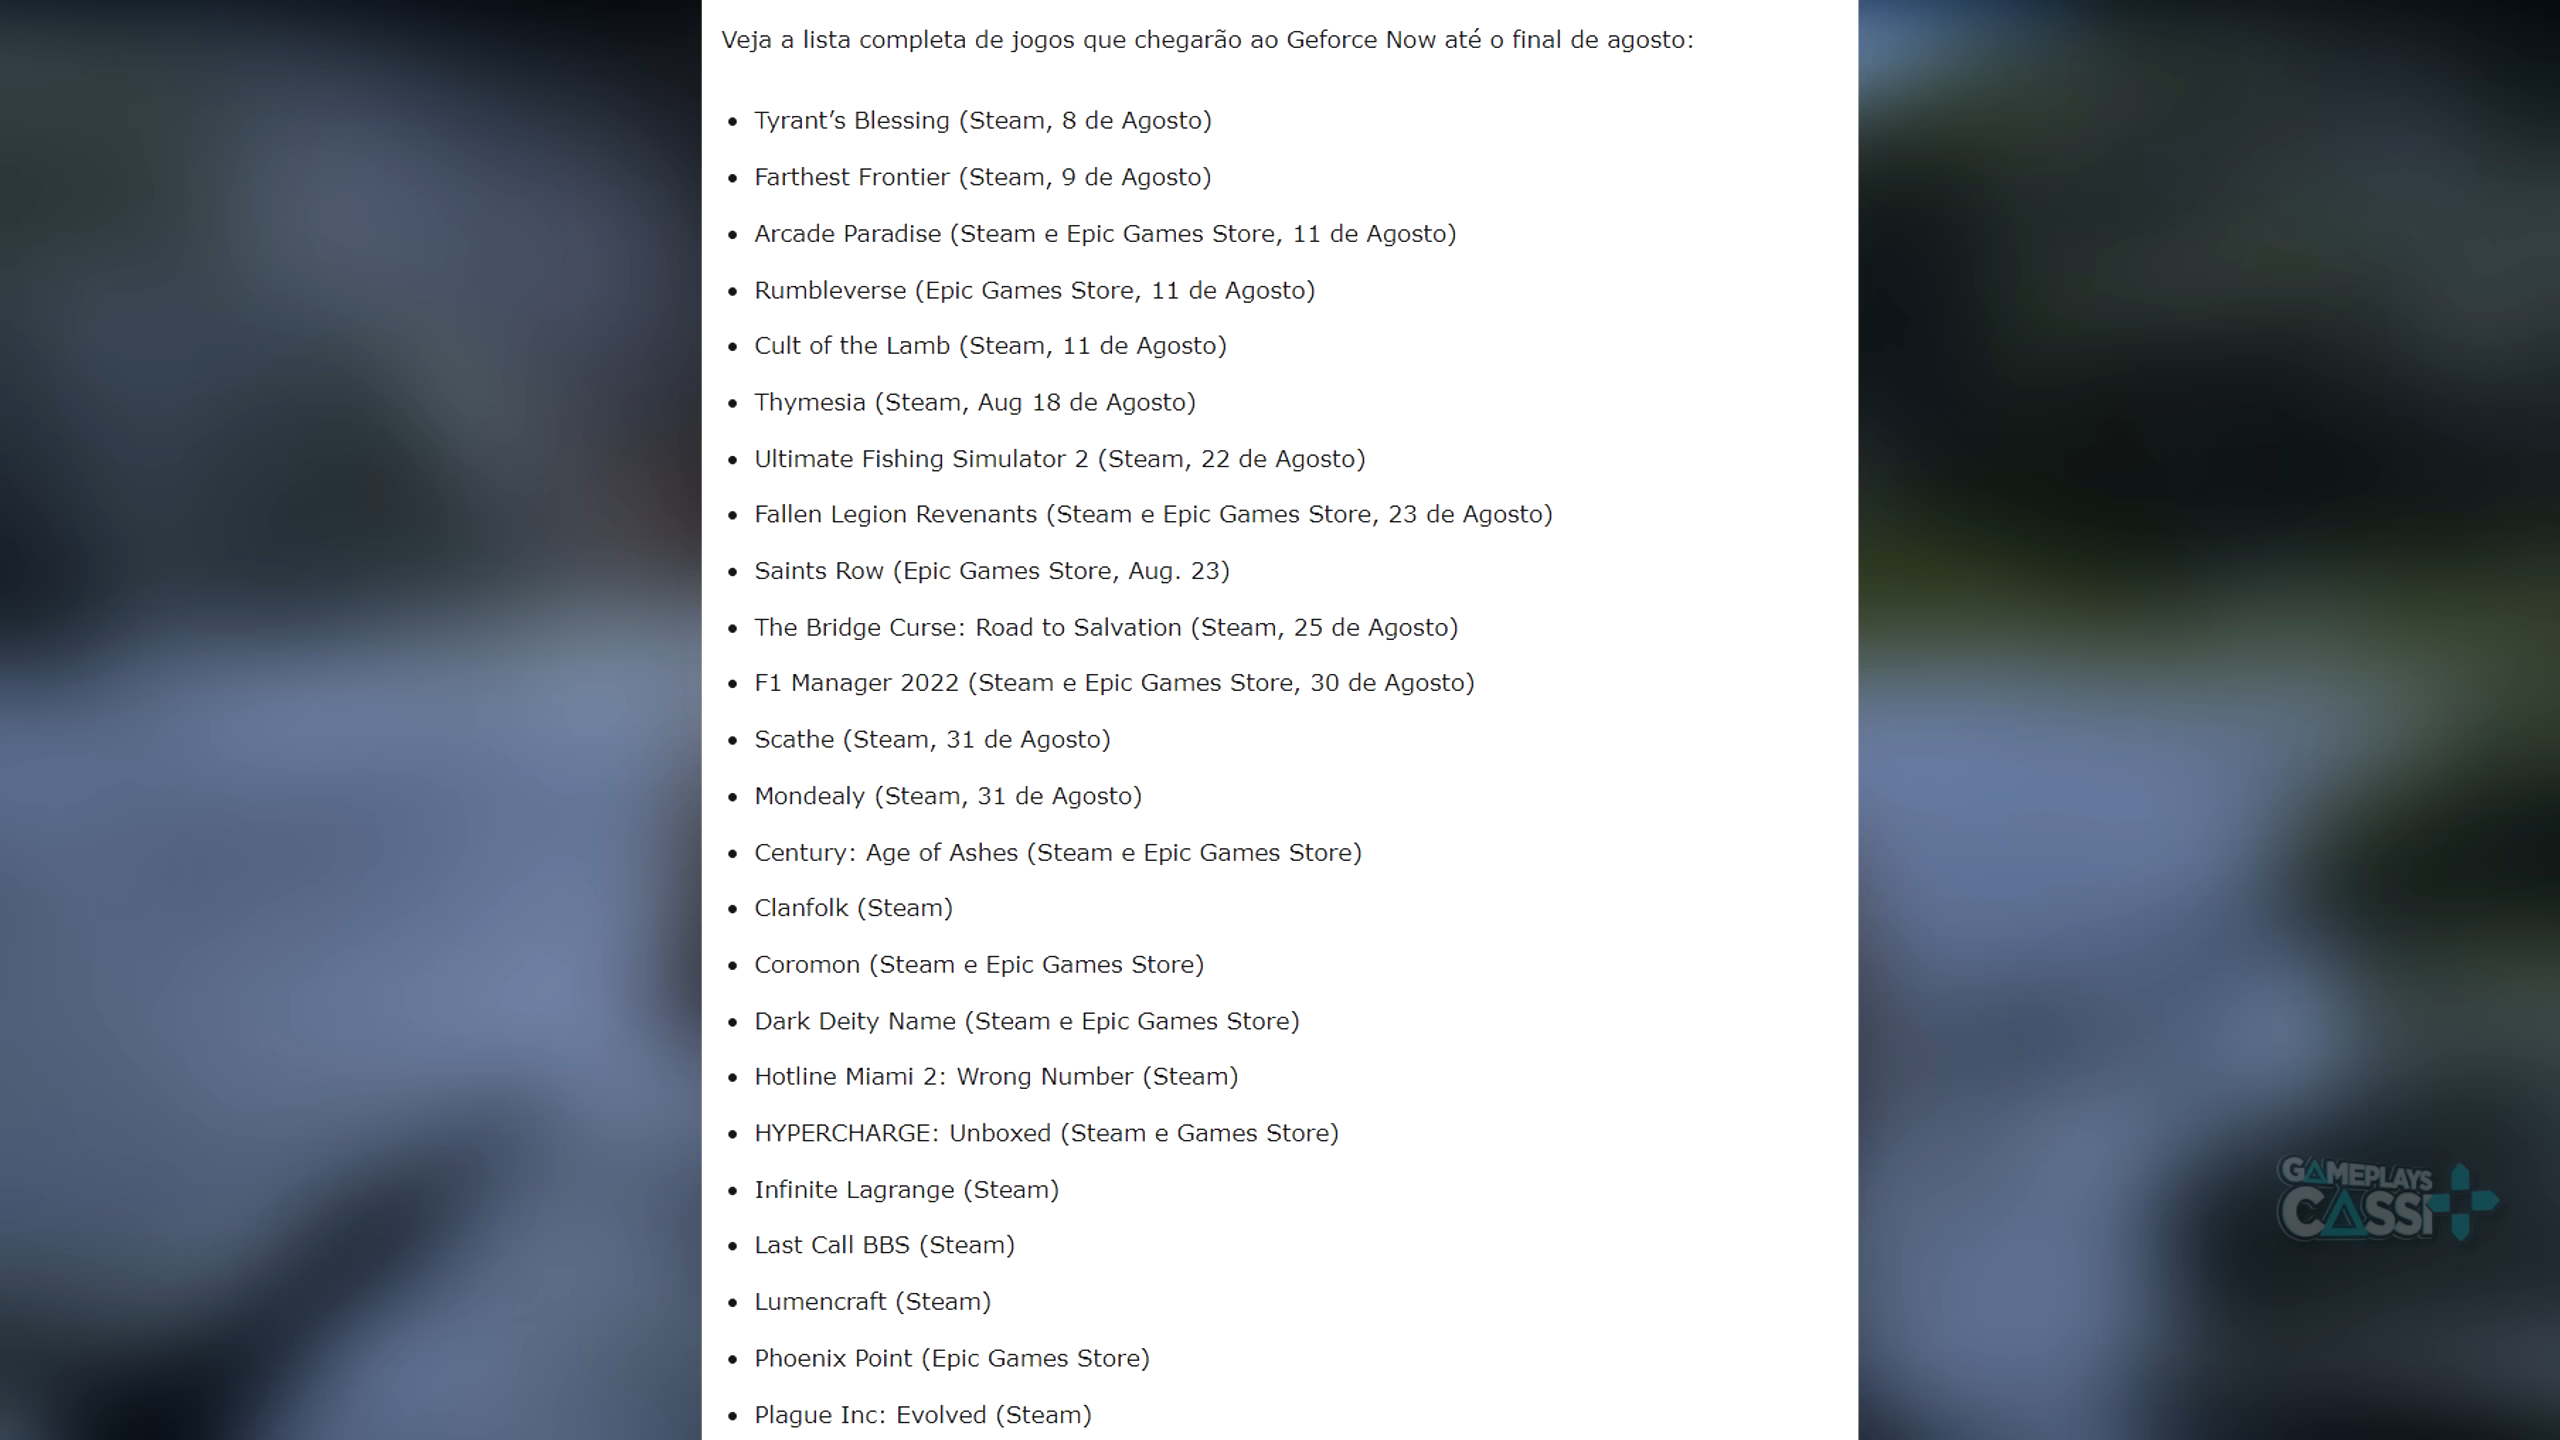 Veja a lista completa de jogos que chegarão ao Geforce Now até o final de agosto:
• Tyrant’s Blessing (Steam, 8 de Agosto)
• Farthest Frontier (Steam, 9 de Agosto)
• Arcade Paradise (Steam e Epic Games Store, 11 de Agosto)
• Rumbleverse (Epic Games Store, 11 de Agosto)
• Cult of the Lamb (Steam, 11 de Agosto)
• Thymesia (Steam, Aug 18 de Agosto)
• Ultimate Fishing Simulator 2 (Steam, 22 de Agosto)
• Fallen Legion Revenants (Steam e Epic Games Store, 23 de Agosto)
• Saints Row (Epic Games Store, Aug. 23)
• The Bridge Curse: Road to Salvation (Steam, 25 de Agosto)
• F1 Manager 2022 (Steam e Epic Games Store, 30 de Agosto)
• Scathe (Steam, 31 de Agosto)
• Mondealy (Steam, 31 de Agosto)
• Century: Age of Ashes (Steam e Epic Games Store)
• Clanfolk (Steam)
• Coromon (Steam e Epic Games Store)
• Dark Deity Name (Steam e Epic Games Store)
• Hotline Miami 2: Wrong Number (Steam)
• HYPERCHARGE: Unboxed (Steam e Games Store)
• Infinite Lagrange (Steam)
• Last Call BBS (Steam)
• Lumencraft (Steam)
• Phoenix Point (Epic Games Store)
• Plague Inc: Evolved (Steam)
GAMEPLAYS
CASSI